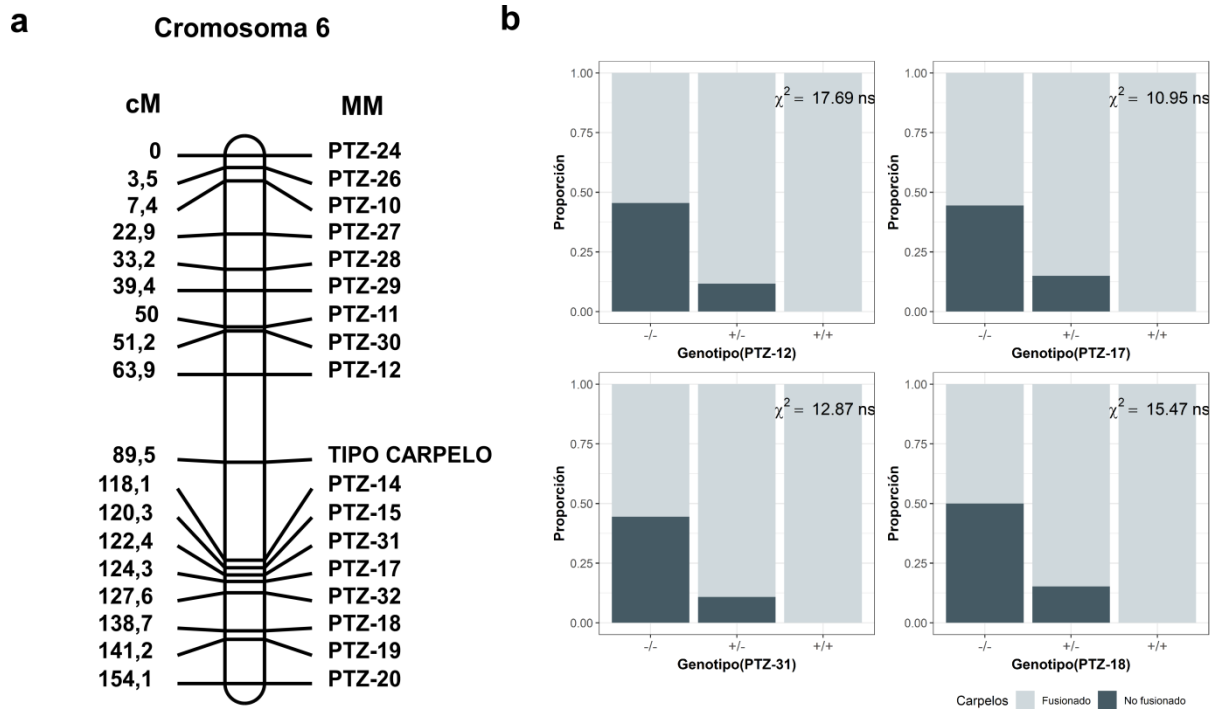 a
Cromosoma 6
cM MM
0 PTZ-24
3,5 PTZ-26
7,4 PTZ-10
22,9 PTZ-27
33,2 PTZ-28
39,4 PTZ-29
50 PTZ-11
51,2 PTZ-30
63,9 PTZ-12
89,5 TIPO CARPELO
118,1 PTZ-14
120,3 PTZ-15
122,4 PTZ-31
124,3 PTZ-17
127,6 PTZ-32
138,7 PTZ-18
141,2 PTZ-19
154,1 PTZ-20
b
Proporción
1.00
0.75
0.50
0.25
0.00
χ² = 17.69 ns
-/- +/- +/+
Genotipo(PTZ-12)
Proporción
1.00
0.75
0.50
0.25
0.00
χ² = 10.95 ns
-/- +/- +/+
Genotipo(PTZ-17)
Proporción
1.00
0.75
0.50
0.25
0.00
χ² = 12.87 ns
-/- +/- +/+
Genotipo(PTZ-31)
Proporción
1.00
0.75
0.50
0.25
0.00
χ² = 15.47 ns
-/- +/- +/+
Genotipo(PTZ-18)
Carpelos Fusionado No fusionado